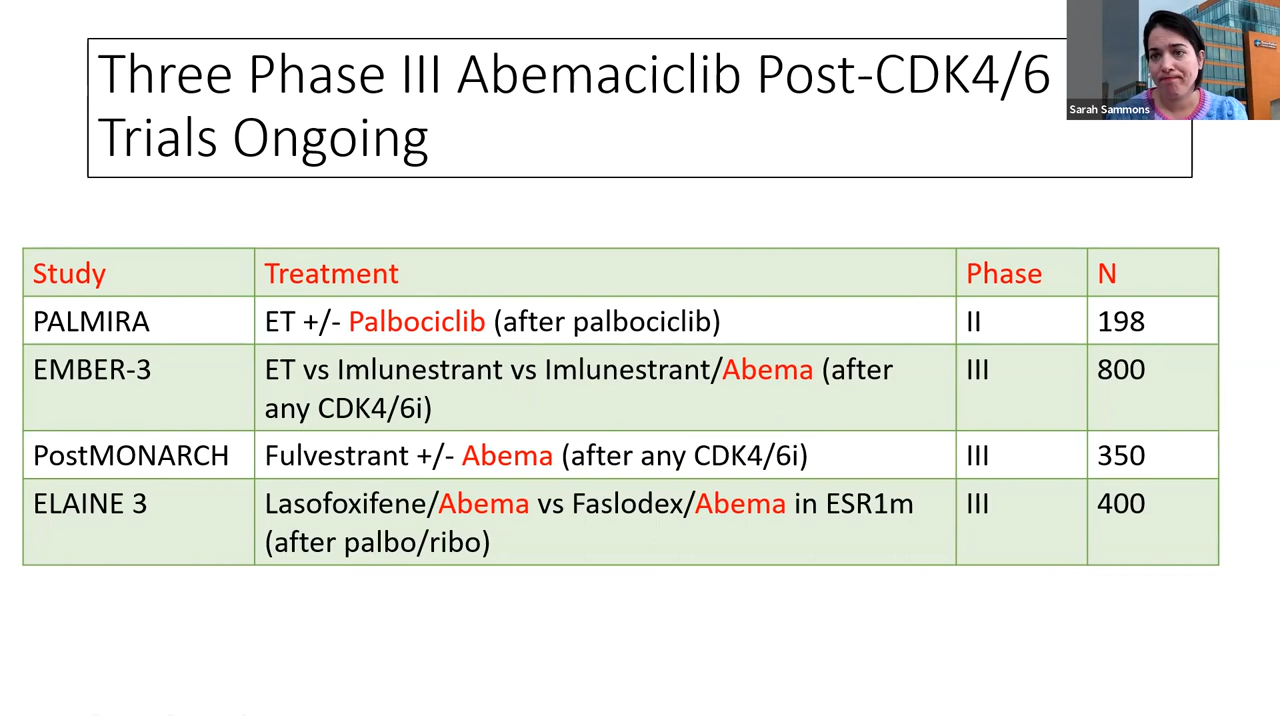 Three Phase III Abemaciclib Post-CDK4/6
Trials Ongoing
Sarah Sammons
Study Treatment Phase N
PALMIRA ET +/- Palbociclib (after palbociclib) II 198
EMBER-3 ET vs Imlunestrant vs Imlunestrant/Abema (after III 800
any CDK4/6i)
PostMONARCH Fulvestrant +/- Abema (after any CDK4/6i) III 350
ELAINE 3 Lasofoxifene/Abema vs Faslodex/Abema in ESR1m III 400
(after palbo/ribo)